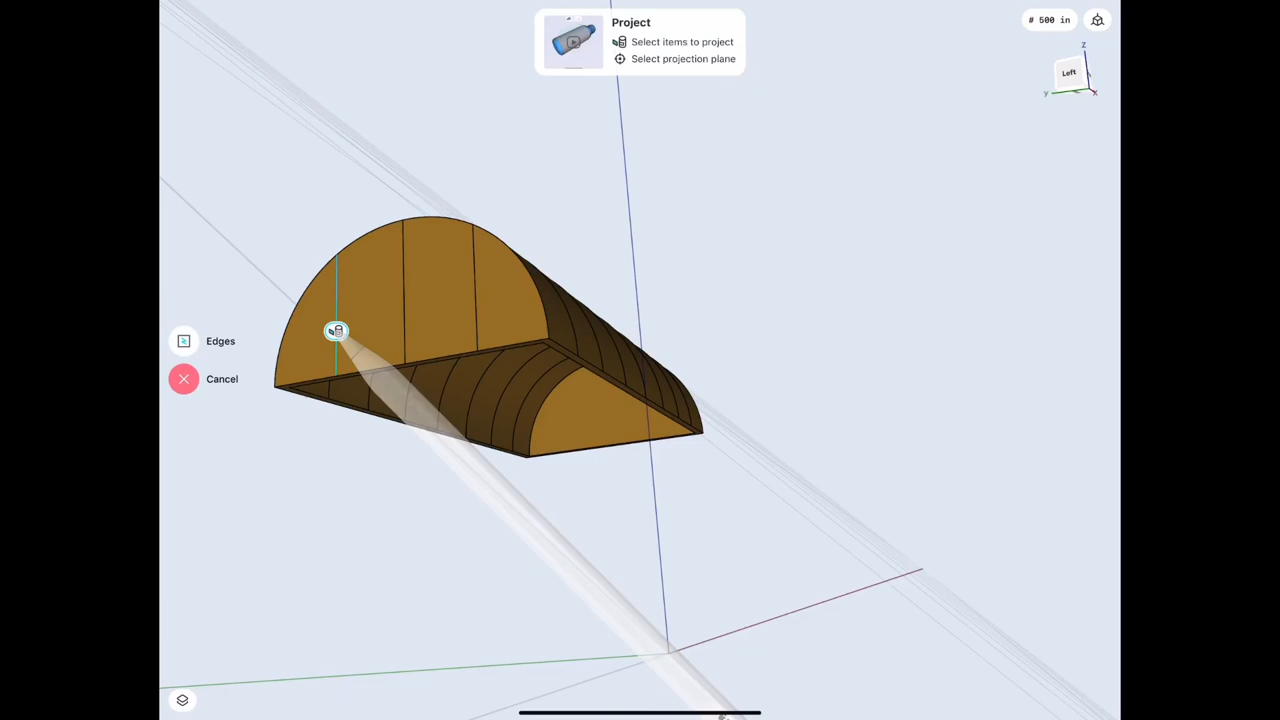 Project
Select items to project
Select projection plane
# 500 in
z
Left
y
x
Edges
Cancel